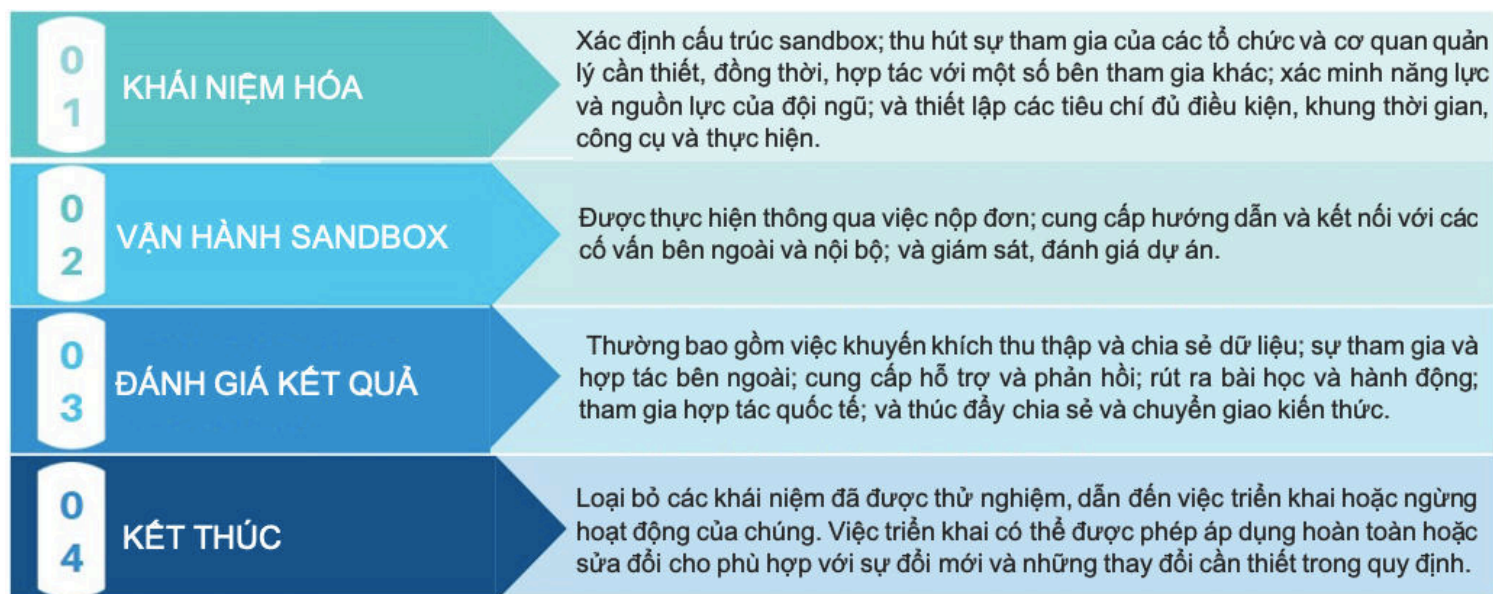 01
KHÁI NIỆM HÓA
Xác định cấu trúc sandbox; thu hút sự tham gia của các tổ chức và cơ quan quản
lý cần thiết, đồng thời, hợp tác với một số bên tham gia khác; xác minh năng lực
và nguồn lực của đội ngũ; và thiết lập các tiêu chí đủ điều kiện, khung thời gian,
công cụ và thực hiện.
02
VẬN HÀNH SANDBOX
Được thực hiện thông qua việc nộp đơn; cung cấp hướng dẫn và kết nối với các
cố vấn bên ngoài và nội bộ; và giám sát, đánh giá dự án.
03
ĐÁNH GIÁ KẾT QUẢ
Thường bao gồm việc khuyến khích thu thập và chia sẻ dữ liệu; sự tham gia và
hợp tác bên ngoài; cung cấp hỗ trợ và phản hồi; rút ra bài học và hành động;
tham gia hợp tác quốc tế; và thúc đẩy chia sẻ và chuyển giao kiến thức.
04
KẾT THÚC
Loại bỏ các khái niệm đã được thử nghiệm, dẫn đến việc triển khai hoặc ngừng
hoạt động của chúng. Việc triển khai có thể được phép áp dụng hoàn toàn hoặc
sửa đổi cho phù hợp với sự đổi mới và những thay đổi cần thiết trong quy định.